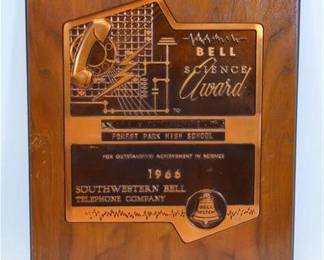 BELL
SCIENCE
Award
TO
FOREST PARK HIGH SCHOOL
FOR OUTSTANDING ACHIEVEMENT IN SCIENCE
1966
SOUTHWESTERN BELL
TELEPHONE COMPANY
BELL
SYSTEM